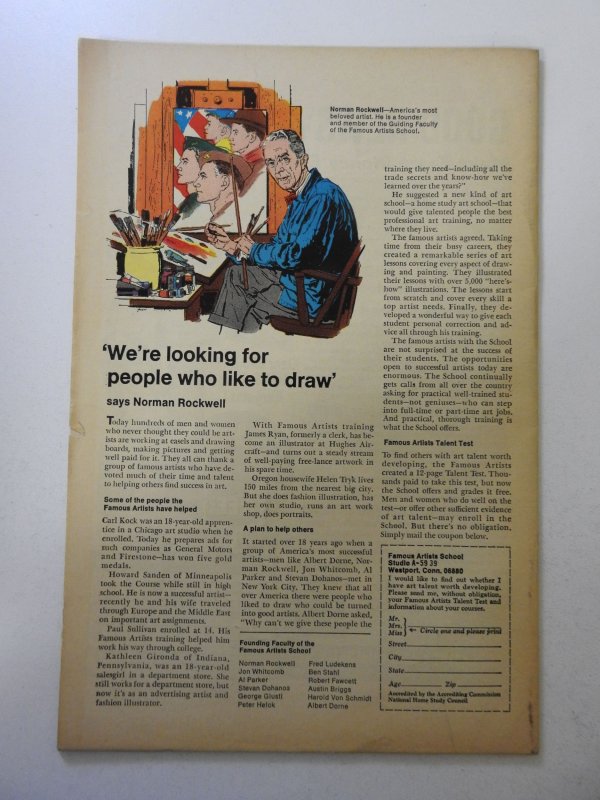 Norman Rockwell—America's most
beloved artist. He is a founder
and member of the Guiding Faculty
of the Famous Artists School.
'We're looking for
people who like to draw'
says Norman Rockwell
Today hundreds of men and women
who never thought they could be art-
ists are working at easels and drawing
boards, making pictures and getting
well paid for it. They all can thank a
group of famous artists who have de-
voted much of their time and talent
to helping others find success in art.
Some of the people the
Famous Artists have helped
Carl Kock was an 18-year-old appren-
tice in a Chicago art studio when he
enrolled. Today he prepares ads for
such companies as General Motors
and Firestone—has won five gold
medals.
Howard Sanden of Minneapolis
took the Course while still in high
school. He is now a successful artist—
recently he and his wife traveled
through Europe and the Middle East
on important art assignments.
Paul Sullivan enrolled at 14. His
Famous Artists training helped him
work his way through college.
Kathleen Gironda of Indiana,
Pennsylvania, was an 18-year-old
salesgirl in a department store. She
still works for a department store, but
now it's as an advertising artist and
fashion illustrator.
With Famous Artists training
James Ryan, formerly a clerk, has be-
come an illustrator at Hughes Air-
craft—and turns out a steady stream
of well-paying free-lance artwork in
his spare time.
Oregon housewife Helen Tryk lives
150 miles from the nearest big city.
But she does fashion illustration, has
her own studio, runs an art work
shop, does portraits.
A plan to help others
It started over 18 years ago when a
group of America's most successful
artists—men like Albert Dorne, Nor-
man Rockwell, Jon Whitcomb, Al
Parker and Stevan Dohanos—met in
New York City. They knew that all
over America there were people who
liked to draw who could be turned
into good artists. Albert Dorne asked,
"Why can't we give these people the
Founding Faculty of the
Famous Artists School
Norman Rockwell
Jon Whitcomb
Al Parker
Stevan Dohanos
George Giusti
Peter Helck
Fred Ludekens
Ben Stahl
Robert Fawcett
Austin Briggs
Harold Von Schmidt
Albert Dorne
training they need—including all the
trade secrets and know-how we've
learned over the years?"
He suggested a new kind of art
school—a home study art school—that
would give talented people the best
professional art training, no matter
where they live.
The famous artists agreed. Taking
time from their busy careers, they
created a remarkable series of art
lessons covering every aspect of draw-
ing and painting. They illustrated
their lessons with over 5,000 "here's-
how" illustrations. The lessons start
from scratch and cover every skill a
top artist needs. Finally, they de-
veloped a wonderful way to give each
student personal correction and ad-
vice all through his training.
The famous artists with the School
are not surprised at the success of
their students. The opportunities
open to successful artists today are
enormous. The School continually
gets calls from all over the country
asking for practical well-trained stu-
dents—not geniuses—who can step
into full-time or part-time art jobs.
And practical, thorough training is
what the School offers.
Famous Artists Talent Test
To find others with art talent worth
developing, the Famous Artists
created a 12-page Talent Test. Thou-
sands paid to take this test, but now
the School offers and grades it free.
Men and women who do well on the
test—or offer other sufficient evidence
of art talent—may enroll in the
School. But there's no obligation.
Simply mail the coupon below.
Famous Artists School
Studio A-5939
Westport, Conn. 06880
I would like to find out whether I
have art talent worth developing.
Please send me, without obligation,
your Famous Artists Talent Test and
information about your courses.
Mr.
Mrs.
Miss
Circle one and please print
Street
City
State
Age Zip
Accredited by the Accrediting Commission
National Home Study Council